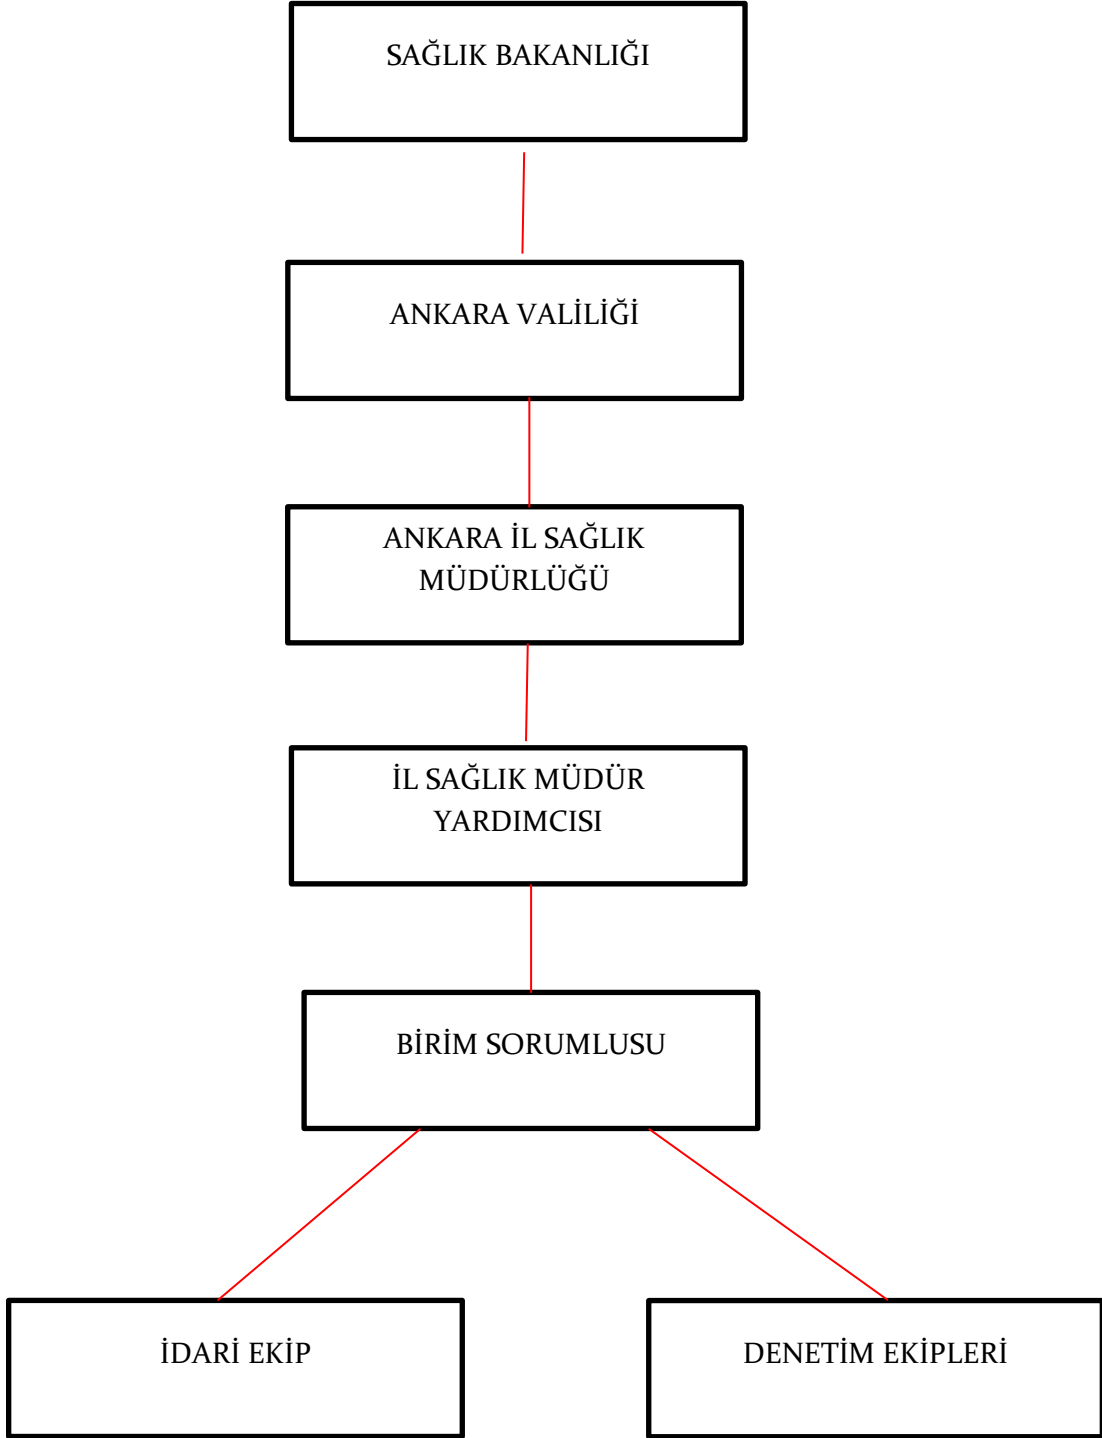 SAĞLIK BAKANLIĞI
ANKARA VALİLİĞİ
ANKARA İL SAĞLIK
MÜDÜRLÜĞÜ
İL SAĞLIK MÜDÜR
YARDIMCISI
BİRİM SORUMLUSU
İDARİ EKİP
DENETİM EKİPLERİ